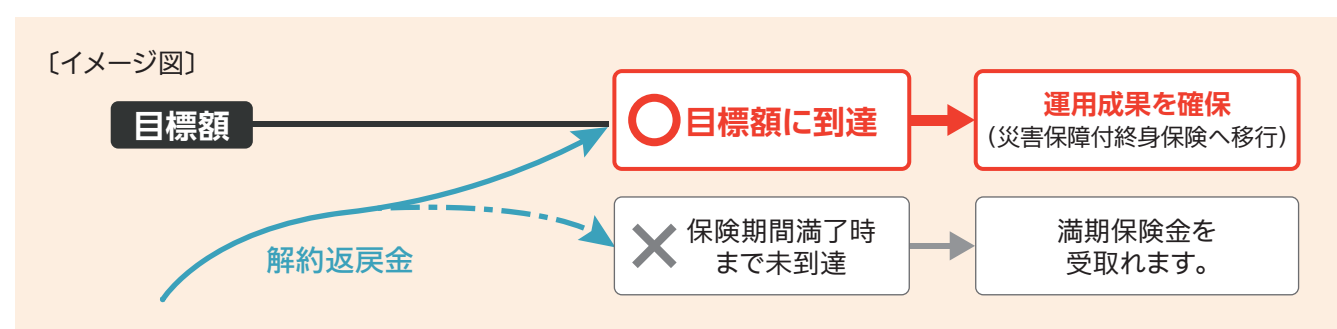 〔イメージ図〕
目標額
目標額に到達
運用成果を確保
(災害保障付終身保険へ移行)
解約返戻金
保険期間満了時
まで未到達
満期保険金を
受取れます。